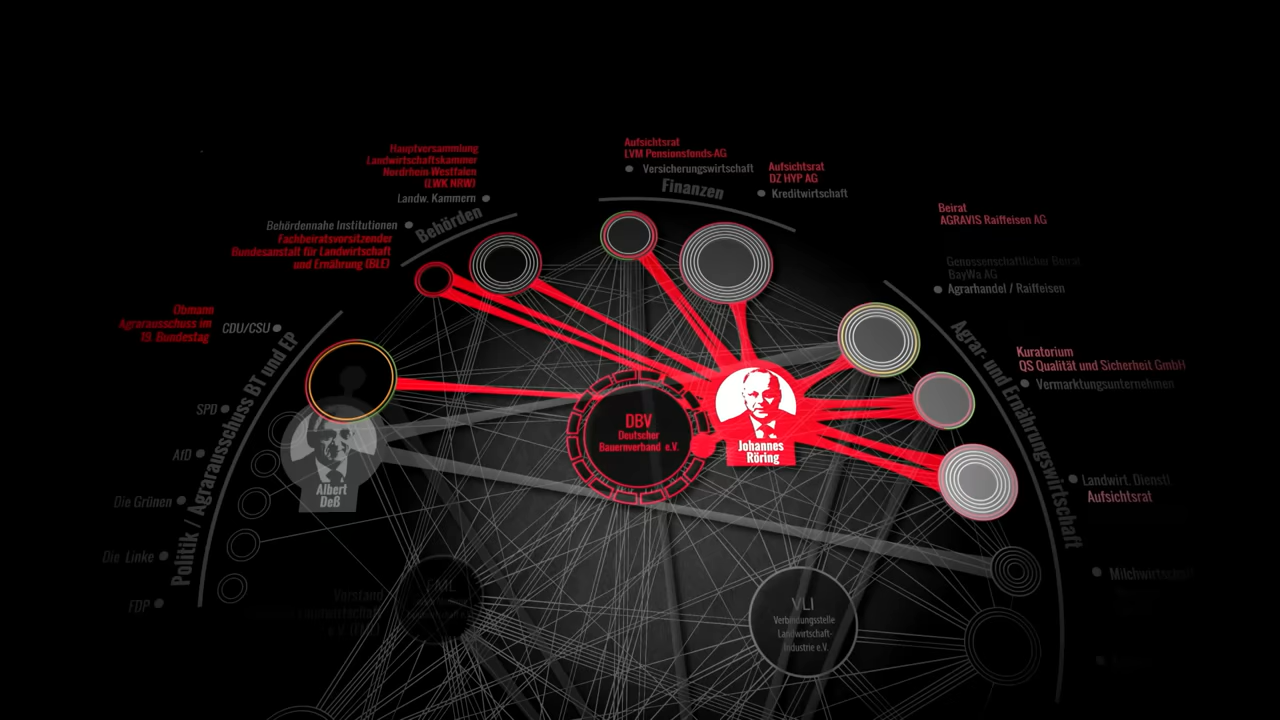 Hauptversammlung
Landwirtschaftskammer
Nordrhein-Westfalen
(LWK NRW)
Landw. Kammern
Behördennahe Institutionen
Fachbeiratsvorsitzender
Bundesanstalt für Landwirtschaft
und Ernährung (BLE)
Behörden
Aufsichtsrat
LVM Pensionsfonds-AG
Versicherungswirtschaft
Finanzen
Aufsichtsrat
DZ HYP AG
Kreditwirtschaft
Beirat
AGRAVIS Raiffeisen AG
Genossenschaftlicher Beirat
BayWa AG
Agrarhandel / Raiffeisen
Agrar- und Ernährungswirtschaft
Kuratorium
QS Qualität und Sicherheit GmbH
Vermarktungsunternehmen
Landwirt. Dienstl
Aufsichtsrat
Obmann
Agrarausschuss im
19. Bundestag
CDU/CSU
SPD
AfD
Die Grünen
Die Linke
FDP
Politik / Agrarausschuss BT und EP
Albert
Deß
DBV
Deutscher
Bauernverband e.V.
Johannes
Röring
VLI
Verbindungsstelle
Landwirtschaft-
Industrie e.V.
Vorstand